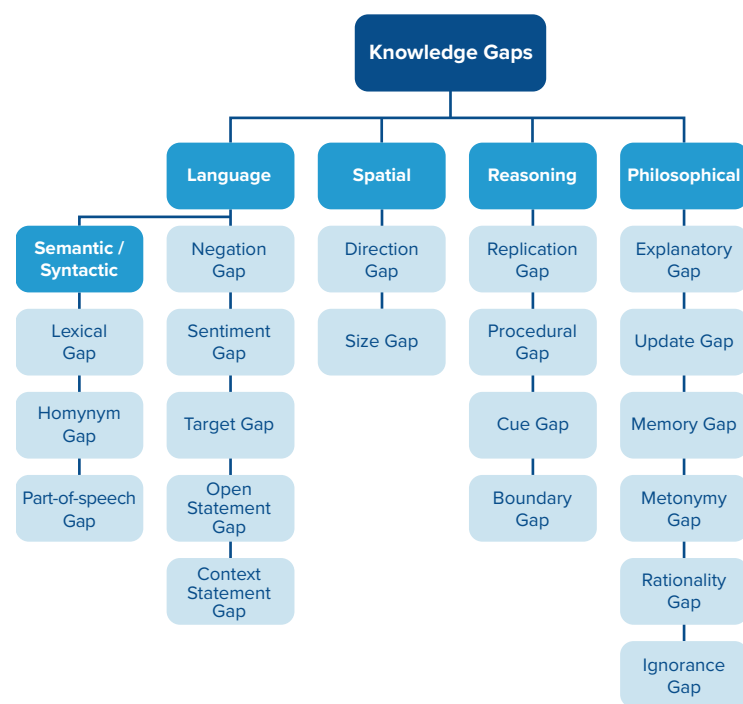 Knowledge Gaps
Language
Spatial
Reasoning
Philosophical
Semantic /
Syntactic
Lexical
Gap
Homynym
Gap
Part-of-speech
Gap
Negation
Gap
Sentiment
Gap
Target Gap
Open
Statement
Gap
Context
Statement
Gap
Direction
Gap
Size Gap
Replication
Gap
Procedural
Gap
Cue Gap
Boundary
Gap
Explanatory
Gap
Update Gap
Memory Gap
Metonymy
Gap
Rationality
Gap
Ignorance
Gap